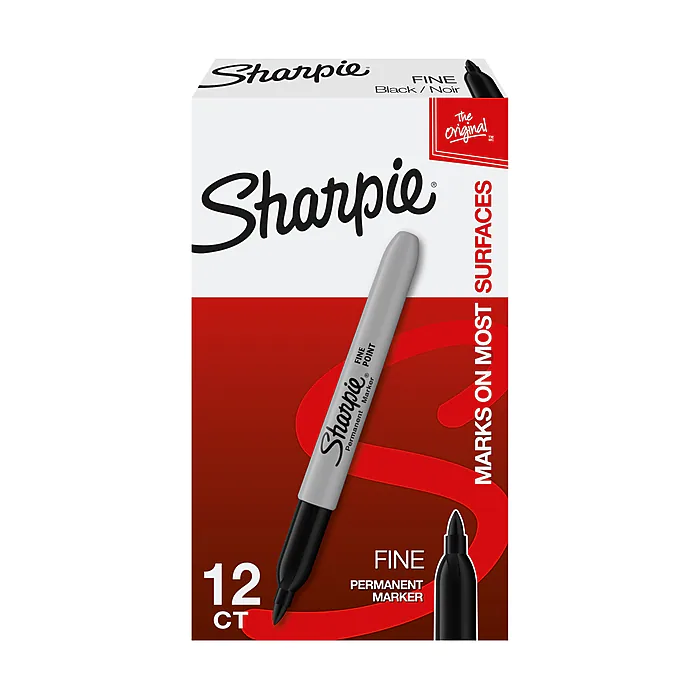 Sharpie
FINE
Black / Noir
The
Original
Sharpie®
MARKS ON MOST SURFACES
Sharpie®
FINE
POINT
Permanent Marker
FINE
PERMANENT
MARKER
12
CT